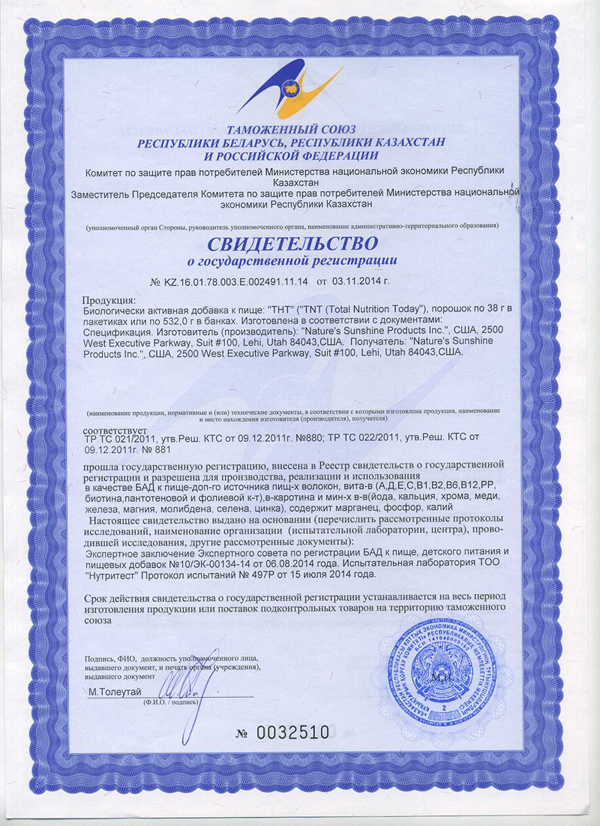 ТАМОЖЕННЫЙ СОЮЗ
РЕСПУБЛИКИ БЕЛАРУСЬ, РЕСПУБЛИКИ КАЗАХСТАН
И РОССИЙСКОЙ ФЕДЕРАЦИИ
Комитет по защите прав потребителей Министерства национальной экономики Республики
Казахстан
Заместитель Председателя Комитета по защите прав потребителей Министерства национальной
экономики Республики Казахстан
(уполномоченный орган Стороны, руководитель уполномоченного органа, наименование административно-территориального образования)
СВИДЕТЕЛЬСТВО
о государственной регистрации
№ KZ.16.01.78.003.E.002491.11.14 от 03.11.2014 г.
Продукция:
Биологически активная добавка к пище: "ТНТ" ("TNT (Total Nutrition Today"), порошок по 38 г в
пакетиках или по 532,0 г в банках. Изготовлена в соответствии с документами:
Спецификация. Изготовитель (производитель): "Nature's Sunshine Products Inc.", США, 2500
West Executive Parkway, Suit #100, Lehi, Utah 84043,США. Получатель: "Nature's Sunshine
Products Inc.", США, 2500 West Executive Parkway, Suit #100, Lehi, Utah 84043,США.
(наименование продукции, нормативные и (или) технические документы, в соответствии с которыми изготовлена продукция, наименование
и место нахождения изготовителя (производителя), получателя)
соответствует
ТР ТС 021/2011, утв.Реш. КТС от 09.12.2011г. №880; ТР ТС 022/2011, утв.Реш. КТС от
09.12.2011г. № 881
прошла государственную регистрацию, внесена в Реестр свидетельств о государственной
регистрации и разрешена для производства, реализации и использования
в качестве БАД к пище-доп-го источника пищ-х волокон, вита-в (А,Д,Е,С,В1,В2,В6,В12,РР,
биотина,пантотеновой и фолиевой к-т),в-каротина и мин-х в-в(йода, кальция, хрома, меди,
железа, магния, молибдена, селена, цинка), содержит марганец, фосфор, калий
Настоящее свидетельство выдано на основании (перечислить рассмотренные протоколы
исследований, наименование организации (испытательной лаборатории, центра), прово-
дившей исследования, другие рассмотренные документы):
Экспертное заключение Экспертного совета по регистрации БАД к пище, детского питания и
пищевых добавок №10/ЭК-00134-14 от 06.08.2014 года. Испытательная лаборатория ТОО
"Нутритест" Протокол испытаний № 497Р от 15 июля 2014 года.
Срок действия свидетельства о государственной регистрации устанавливается на весь период
изготовления продукции или поставок подконтрольных товаров на территорию таможенного
союза
Подпись, ФИО, должность уполномоченного лица,
выдавшего документ, и печать органа (учреждения),
выдавшего документ
М.Толеутай
(Ф.И.О. / подпись)
М.П.
2
№ 0032510